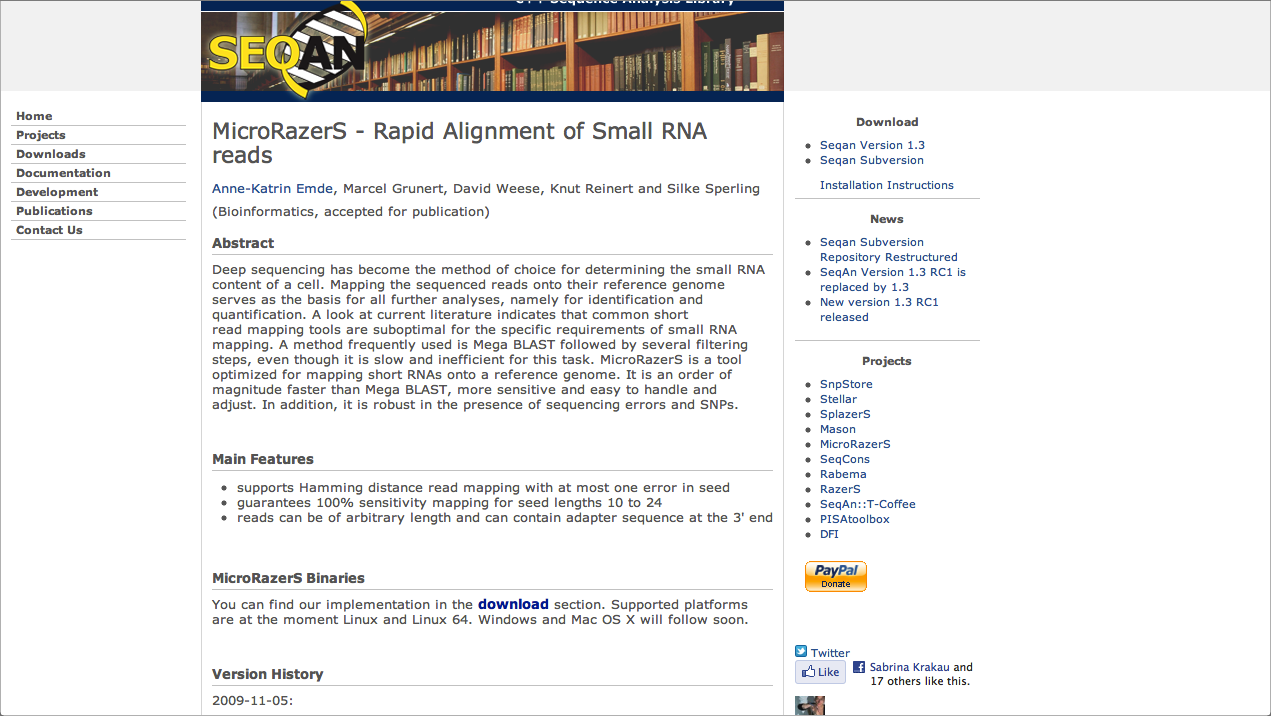 C++ Sequence Analysis Library
SEQAN
Home
Projects
Downloads
Documentation
Development
Publications
Contact Us
MicroRazerS - Rapid Alignment of Small RNA
reads
Anne-Katrin Emde, Marcel Grunert, David Weese, Knut Reinert and Silke Sperling
(Bioinformatics, accepted for publication)
Abstract
Deep sequencing has become the method of choice for determining the small RNA
content of a cell. Mapping the sequenced reads onto their reference genome
serves as the basis for all further analyses, namely for identification and
quantification. A look at current literature indicates that common short
read mapping tools are suboptimal for the specific requirements of small RNA
mapping. A method frequently used is Mega BLAST followed by several filtering
steps, even though it is slow and inefficient for this task. MicroRazerS is a tool
optimized for mapping short RNAs onto a reference genome. It is an order of
magnitude faster than Mega BLAST, more sensitive and easy to handle and
adjust. In addition, it is robust in the presence of sequencing errors and SNPs.
Main Features
supports Hamming distance read mapping with at most one error in seed
guarantees 100% sensitivity mapping for seed lengths 10 to 24
reads can be of arbitrary length and can contain adapter sequence at the 3' end
MicroRazerS Binaries
You can find our implementation in the download section. Supported platforms
are at the moment Linux and Linux 64. Windows and Mac OS X will follow soon.
Version History
2009-11-05:
Download
Seqan Version 1.3
Seqan Subversion
Installation Instructions
News
Seqan Subversion
Repository Restructured
SeqAn Version 1.3 RC1 is
replaced by 1.3
New version 1.3 RC1
released
Projects
SnpStore
Stellar
SplazerS
Mason
MicroRazerS
SeqCons
Rabema
RazerS
SeqAn::T-Coffee
PISAtoolbox
DFI
PayPal
Donate
Twitter
Like
Sabrina Krakau and
17 others like this.